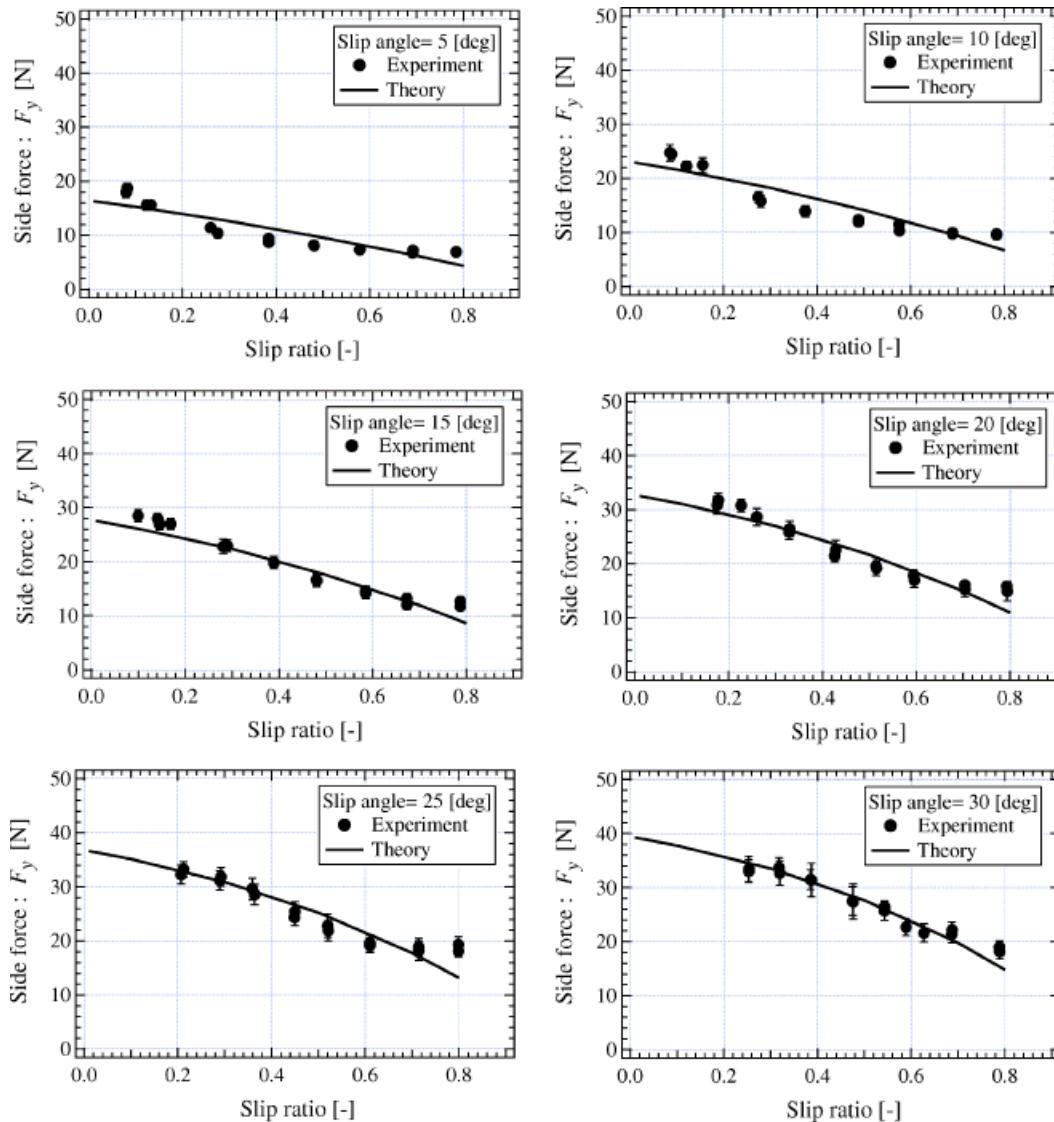 Slip angle= 5 [deg]
Experiment
Theory
50
40
30
20
10
0
Side force : Fy [N]
0.0 0.2 0.4 0.6 0.8
Slip ratio [-]
Slip angle= 10 [deg]
Experiment
Theory
50
40
30
20
10
0
Side force : Fy [N]
0.0 0.2 0.4 0.6 0.8
Slip ratio [-]
Slip angle= 15 [deg]
Experiment
Theory
50
40
30
20
10
0
Side force : Fy [N]
0.0 0.2 0.4 0.6 0.8
Slip ratio [-]
Slip angle= 20 [deg]
Experiment
Theory
50
40
30
20
10
0
Side force : Fy [N]
0.0 0.2 0.4 0.6 0.8
Slip ratio [-]
Slip angle= 25 [deg]
Experiment
Theory
50
40
30
20
10
0
Side force : Fy [N]
0.0 0.2 0.4 0.6 0.8
Slip ratio [-]
Slip angle= 30 [deg]
Experiment
Theory
50
40
30
20
10
0
Side force : Fy [N]
0.0 0.2 0.4 0.6 0.8
Slip ratio [-]